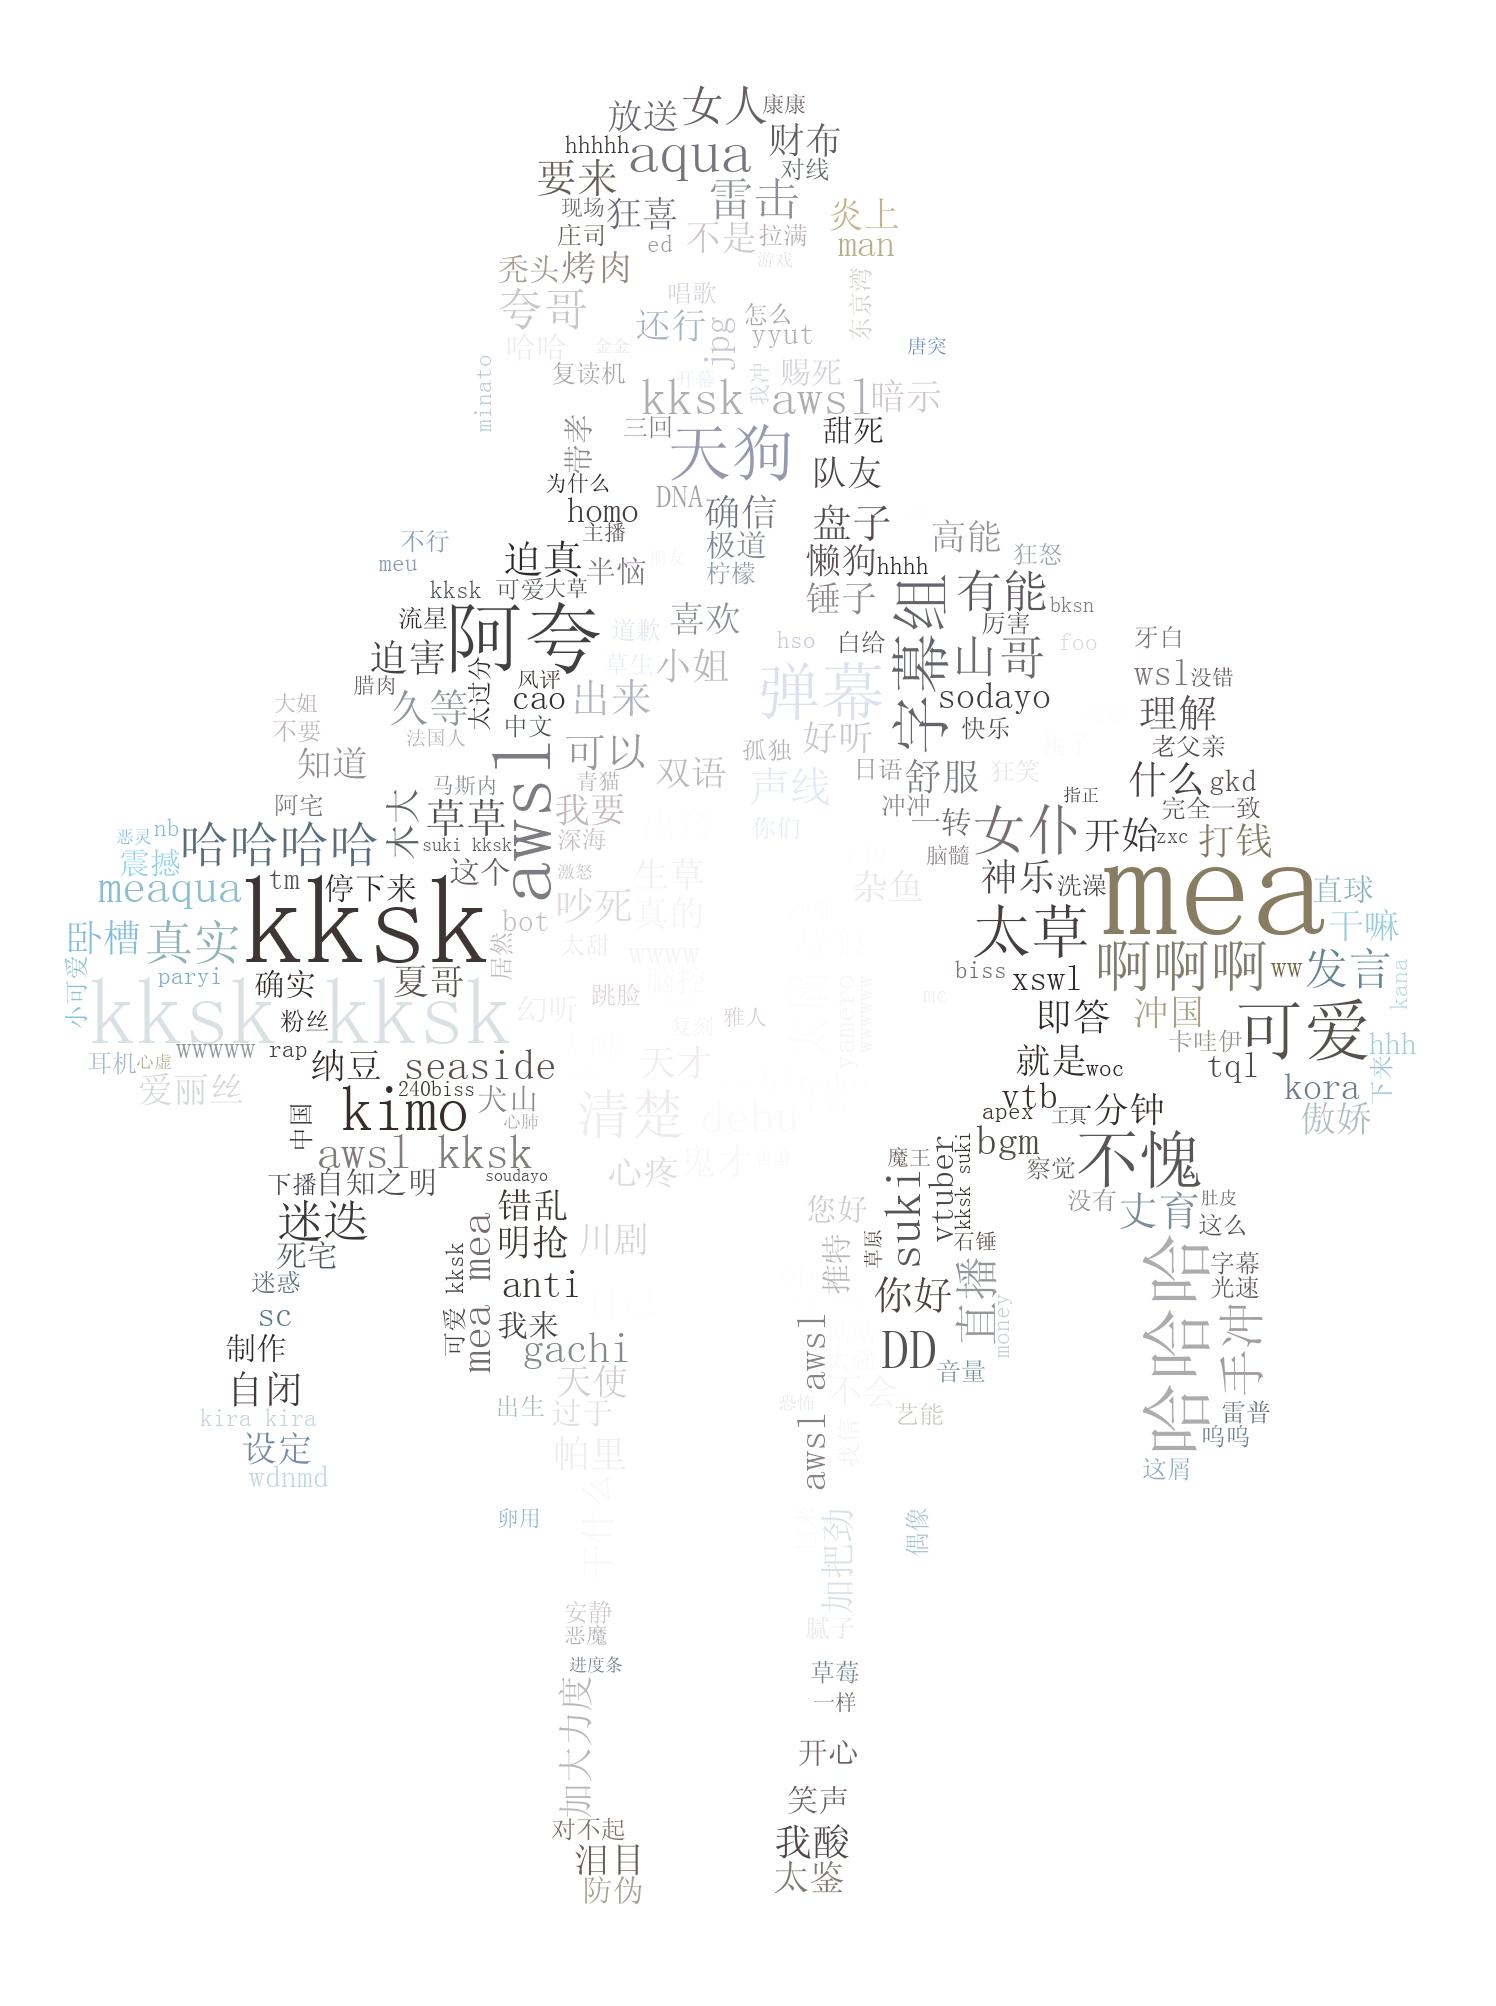 放送
女人
康康
hhhhh
aqua
财布
要来
对线
雷击
现场
狂喜
炎上
庄司
ed
不是
拉满
man
秃头
烤肉
游戏
夸哥
唱歌
东京湾
还行
jpg
怎么
yyut
哈哈
金金
唐突
minato
复读机
开幕
我冲
赐死
kksk awsl
暗示
带孝
三回
天狗
甜死
队友
为什么
DNA
确信
homo
主播
盘子
高能
不行
迫真
半恼
朋友
极道
懒狗
hhhh
狂怒
meu
柠檬
kksk
可爱
大草
锤子
字幕组
有能
bksn
流星
阿夸
道歉
喜欢
hso
白给
厉害
foo
牙白
迫害
草生
小姐
山哥
wsl
没错
腊肉
太过分
风评
cao
出来
弹幕
sodayo
大姐
久等
中文
理解
不要
法国人
awsl
可以
孤独
好听
快乐
老父亲
知道
马斯内
青猫
双语
声线
日语
舒服
狂笑
什么
gkd
阿宅
本大
草草
我要
冲冲
一转
指正
完全一致
恶灵
nb
哈哈哈哈
suki kksk
深海
你们
女仆
开始
zxc
打钱
震撼
tm
停下来
这个
激怒
生草
脑髓
神乐
洗澡
mea
直球
meaqua
kksk
吵死
真的
杂鱼
太草
干嘛
卧槽
真实
bot
居然
太甜
wwww
啊啊啊
ww
发言
小可爱
paryi
确实
夏哥
跳脸
biss
xswl
kana
kksk kksk
幻听
mc
即答
冲国
可爱
粉丝
复刻
雅人
yamero
wwwww
卡哇伊
hhh
耳机
心虚
wwwww
rap
纳豆
seaside
天才
就是
woc
tql
下来
爱丽丝
240biss
kimo
犬山
心肺
清楚
debu
vtb
apex
工具
一分钟
kora
傲娇
中国
awsl kksk
心疼
鬼才
魔王
bgm
察觉
不愧
下播
自知之明
soudayo
错乱
您好
suki
vtuber
kksk suki
没有
丈育
肚皮
迷迭
明抢
川剧
草原
石锤
这么
死宅
mea mea
可爱 kksk
推特
哈哈哈
字幕
迷惑
anti
你好
直播
光速
sc
我来
awsl awsl
money
手冲
制作
gachi
DD
音量
自闭
天使
恐怖
不会
雷普
kira kira
出生
过于
艺能
呜呜
设定
帕里
我信
这屑
wdnmd
干什么
卵用
加把劲
偶像
安静
恶魔
腻子
进度条
草莓
加大力度
一样
开心
笑声
对不起
我酸
泪目
太鉴
防伪